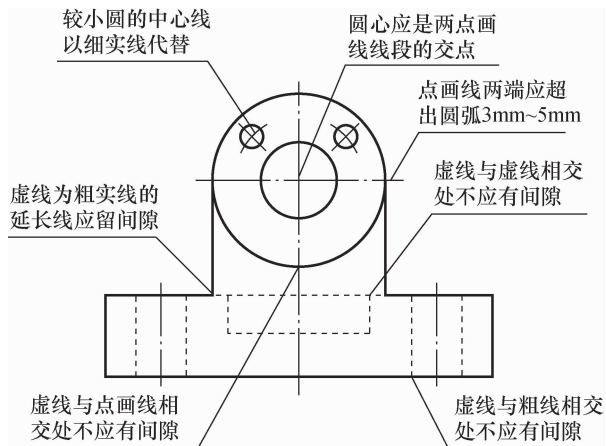 较小圆的中心线
以细实线代替
圆心应是两点画
线线段的交点
点画线两端应超
出圆弧3mm~5mm
虚线与虚线相交
处不应有间隙
虚线为粗实线的
延长线应留间隙
虚线与点画线相
交处不应有间隙
虚线与粗线相交
处不应有间隙